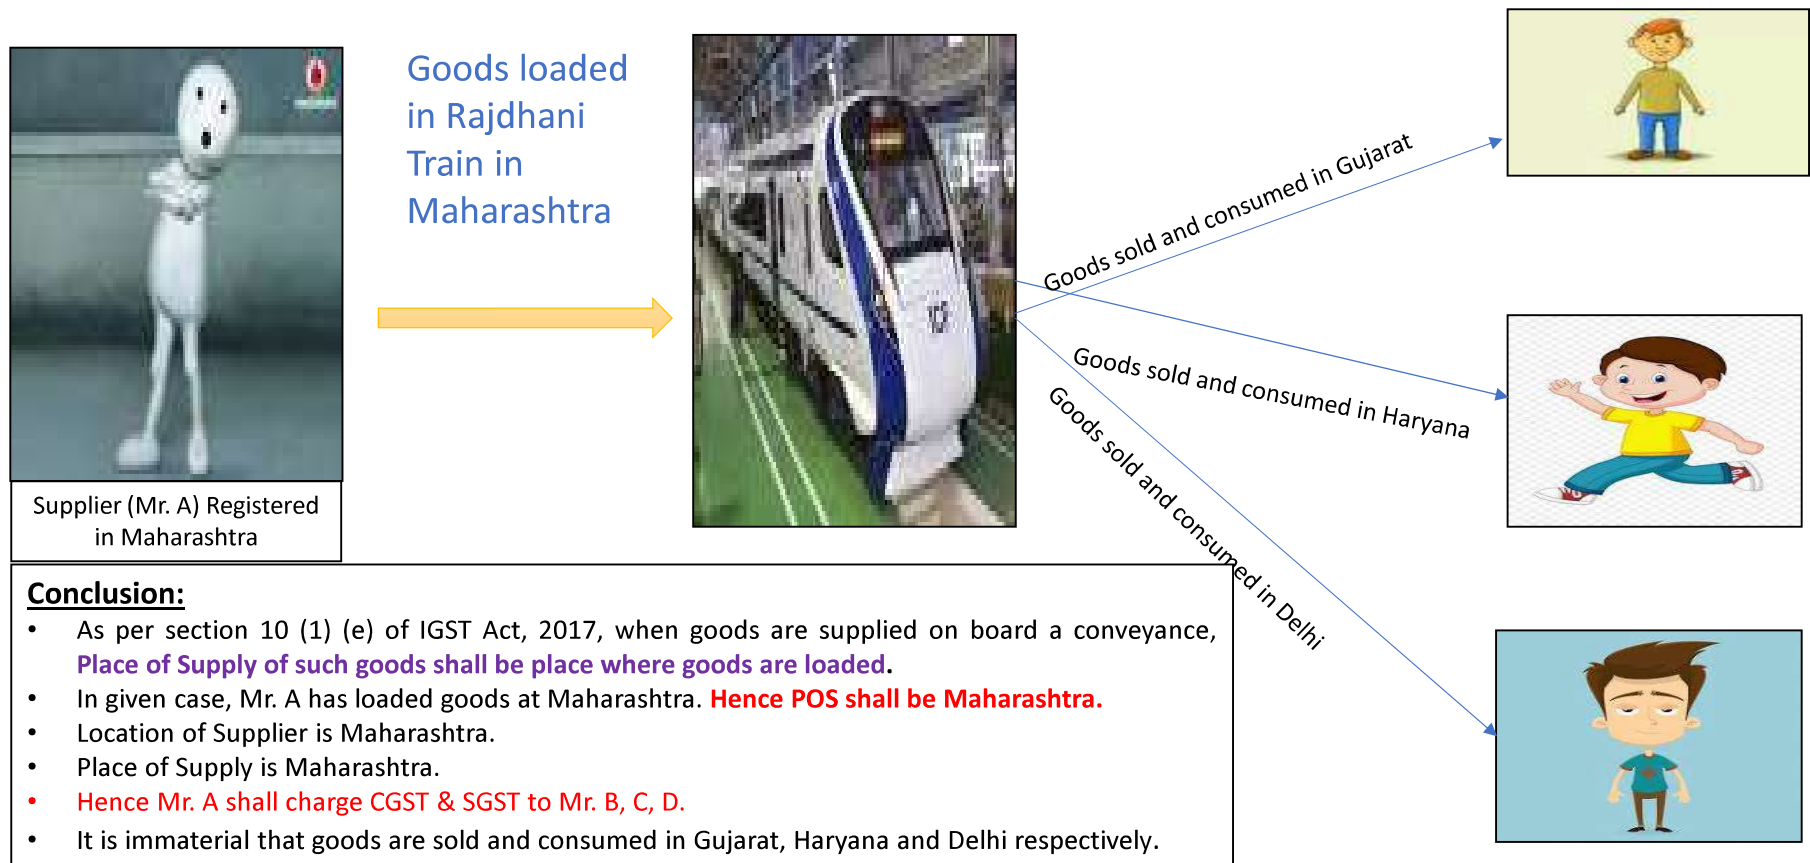 Goods loaded
in Rajdhani
Train in
Maharashtra
Goods sold and consumed in Gujarat
Goods sold and consumed in Haryana
Goods sold and consumed in Delhi
Supplier (Mr. A) Registered
in Maharashtra
Conclusion:
• As per section 10 (1) (e) of IGST Act, 2017, when goods are supplied on board a conveyance,
Place of Supply of such goods shall be place where goods are loaded.
• In given case, Mr. A has loaded goods at Maharashtra. Hence POS shall be Maharashtra.
• Location of Supplier is Maharashtra.
• Place of Supply is Maharashtra.
• Hence Mr. A shall charge CGST & SGST to Mr. B, C, D.
• It is immaterial that goods are sold and consumed in Gujarat, Haryana and Delhi respectively.